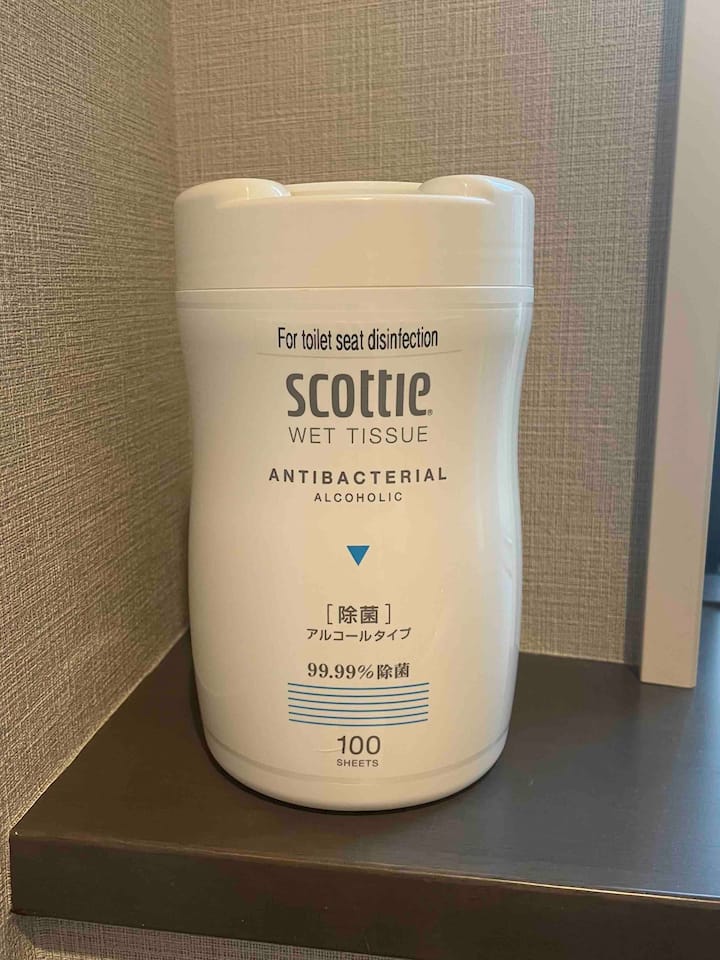 For toilet seat disinfection
scottie®
WET TISSUE
ANTIBACTERIAL
ALCOHOLIC
[除菌]
アルコールタイプ
99.99%除菌
100
SHEETS